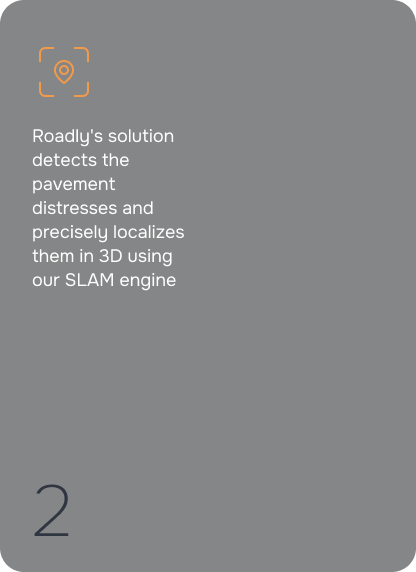 Roadly's solution
detects the
pavement
distresses and
precisely localizes
them in 3D using
our SLAM engine
2